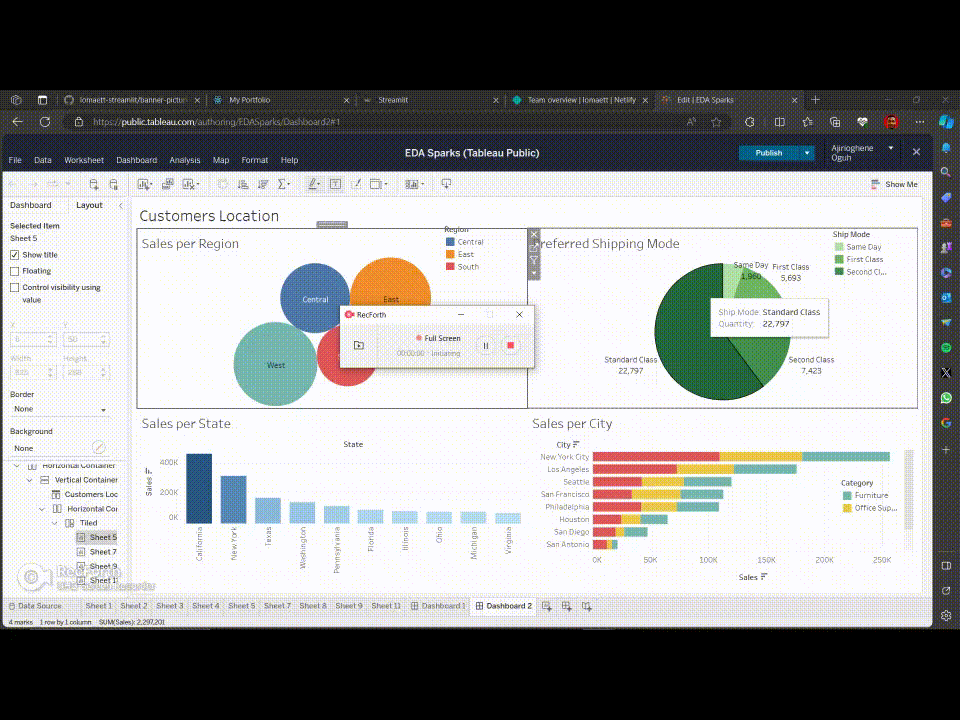 lomaett-streamlit/banner-pictur
My Portfolio
Streamlit
Team overview | lomaett | Netlify
Edit | EDA Sparks
https://public.tableau.com/authoring/EDASparks/Dashboard2#1
EDA Sparks (Tableau Public)
Publish
Ajirioghene Oguh
File Data Worksheet Dashboard Analysis Map Format Help
Show Me
Dashboard Layout
Selected Item
Sheet 5
Show title
Floating
Control visibility using
value
Width
Height
Border
None
Background
None
Horizontal Container
Vertical Container
Customers Loc
Horizontal Cor
Tiled
Sheet 5
Sheet 7
Sheet 9
Sheet 1
RecForth
Customers Location
Sales per Region
Region
Central
East
South
Central
East
West
RecForth
Full Screen
00:00:00 · Initiating
Preferred Shipping Mode
Ship Mode
Same Day
First Class
Second Cl...
Same Day
1,960
First Class
5,693
Ship Mode: Standard Class
Quantity: 22,797
Standard Class
22,797
Second Class
7,423
Sales per State
State
Sales
400K
200K
0K
California
New York
Texas
Washington
Pennsylvania
Florida
Illinois
Ohio
Michigan
Virginia
Sales per City
City
New York City
Los Angeles
Seattle
San Francisco
Philadelphia
Houston
San Diego
San Antonio
0K 50K 100K 150K 200K 250K
Sales
Category
Furniture
Office Sup...
Data Source Sheet 1 Sheet 2 Sheet 3 Sheet 4 Sheet 5 Sheet 7 Sheet 8 Sheet 9 Sheet 11 Dashboard 1 Dashboard 2
4 marks 1 row by 1 column SUM(Sales): 2,297,201